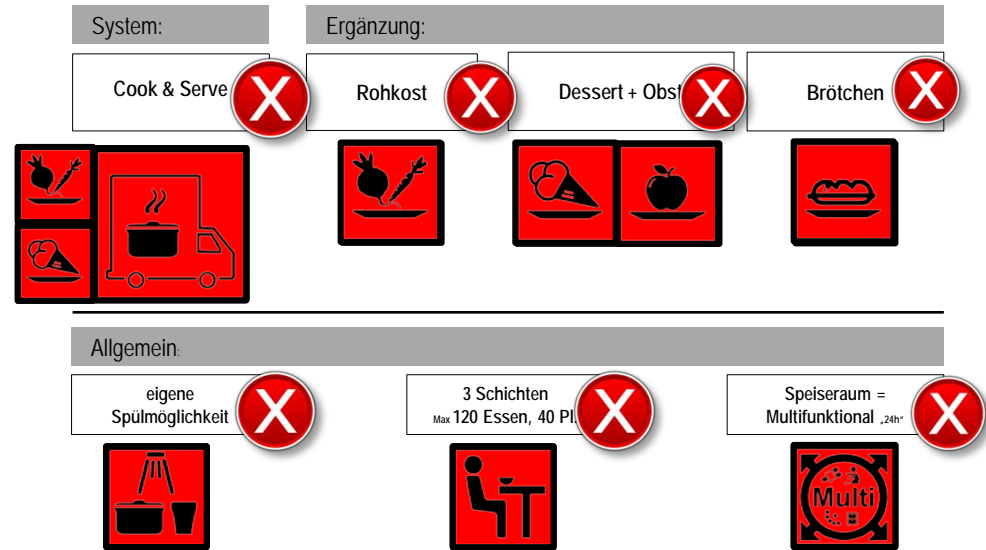 System:
Ergänzung:
Cook & Serve
X
Rohkost
X
Dessert + Obst
X
Brötchen
X
Allgemein:
eigene
Spülmöglichkeit
X
3 Schichten
Max 120 Essen, 40 Pl.
X
Speiseraum =
Multifunktional „24h“
X
Multi